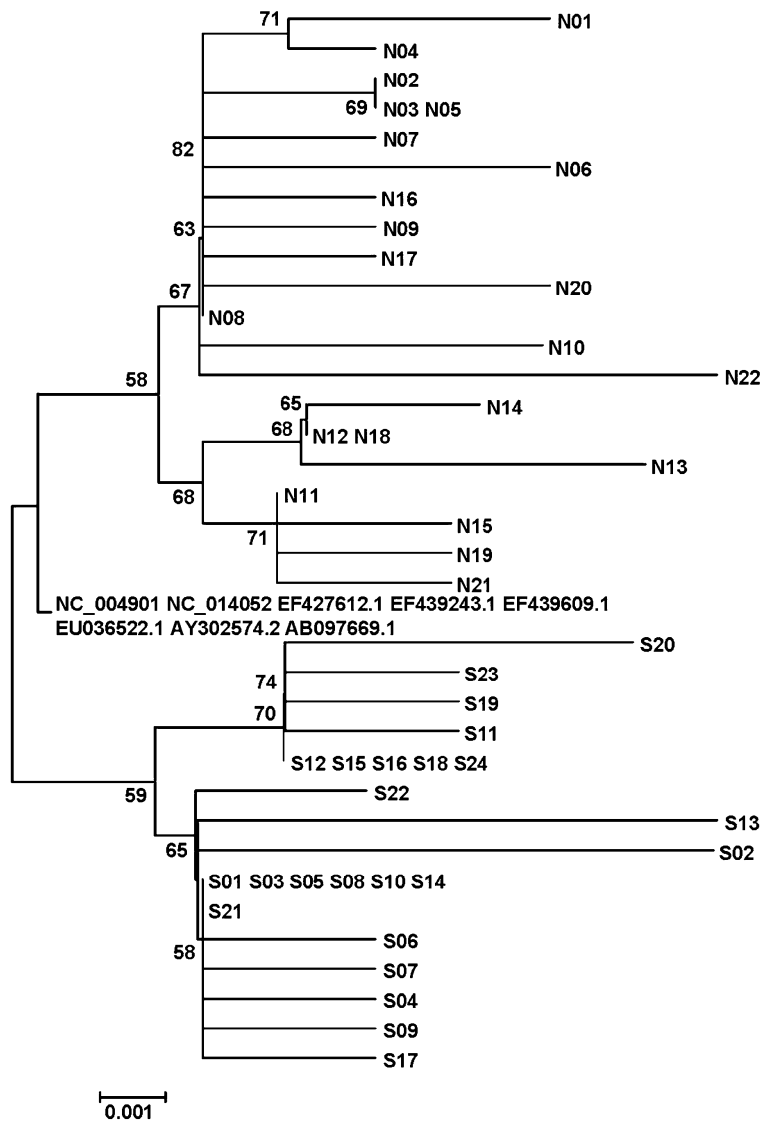 71
N01
N04
N02
69
N03 N05
N07
82
N06
N16
63
N09
N17
67
N20
N08
N10
58
N22
65
N14
68
N12 N18
N13
68
N11
71
N15
N19
N21
NC_004901 NC_014052 EF427612.1 EF439243.1 EF439609.1
EU036522.1 AY302574.2 AB097669.1
S20
74
S23
70
S19
S11
S12 S15 S16 S18 S24
59
S22
S13
65
S02
S01 S03 S05 S08 S10 S14
S21
58
S06
S07
S04
S09
S17
0.001